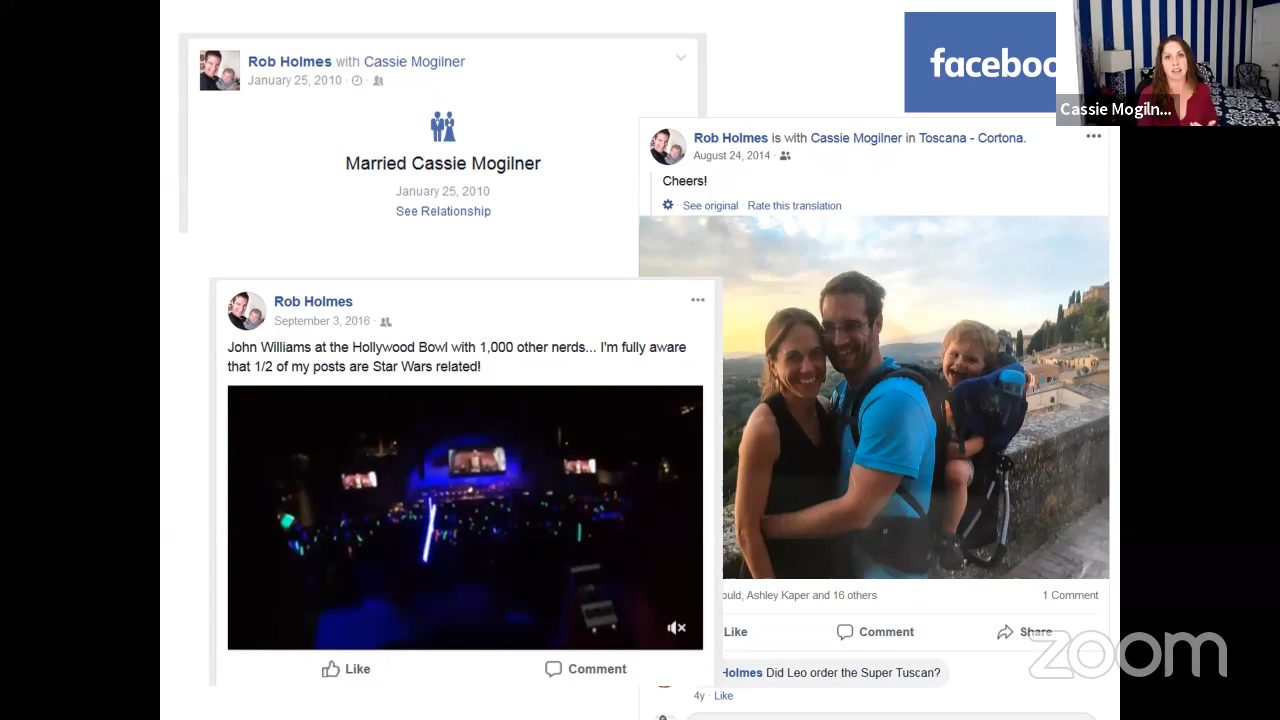 Rob Holmes with Cassie Mogilner
January 25, 2010
Married Cassie Mogilner
January 25, 2010
See Relationship
faceboo
Cassie Mogiln...
Rob Holmes is with Cassie Mogilner in Toscana - Cortona.
August 24, 2014
Cheers!
See original · Rate this translation
Rob Holmes
September 3, 2016
John Williams at the Hollywood Bowl with 1,000 other nerds... I'm fully aware
that 1/2 of my posts are Star Wars related!
Like
Comment
ould, Ashley Kaper and 16 others
1 Comment
Like
Comment
Share
Holmes Did Leo order the Super Tuscan?
4y · Like
zoom